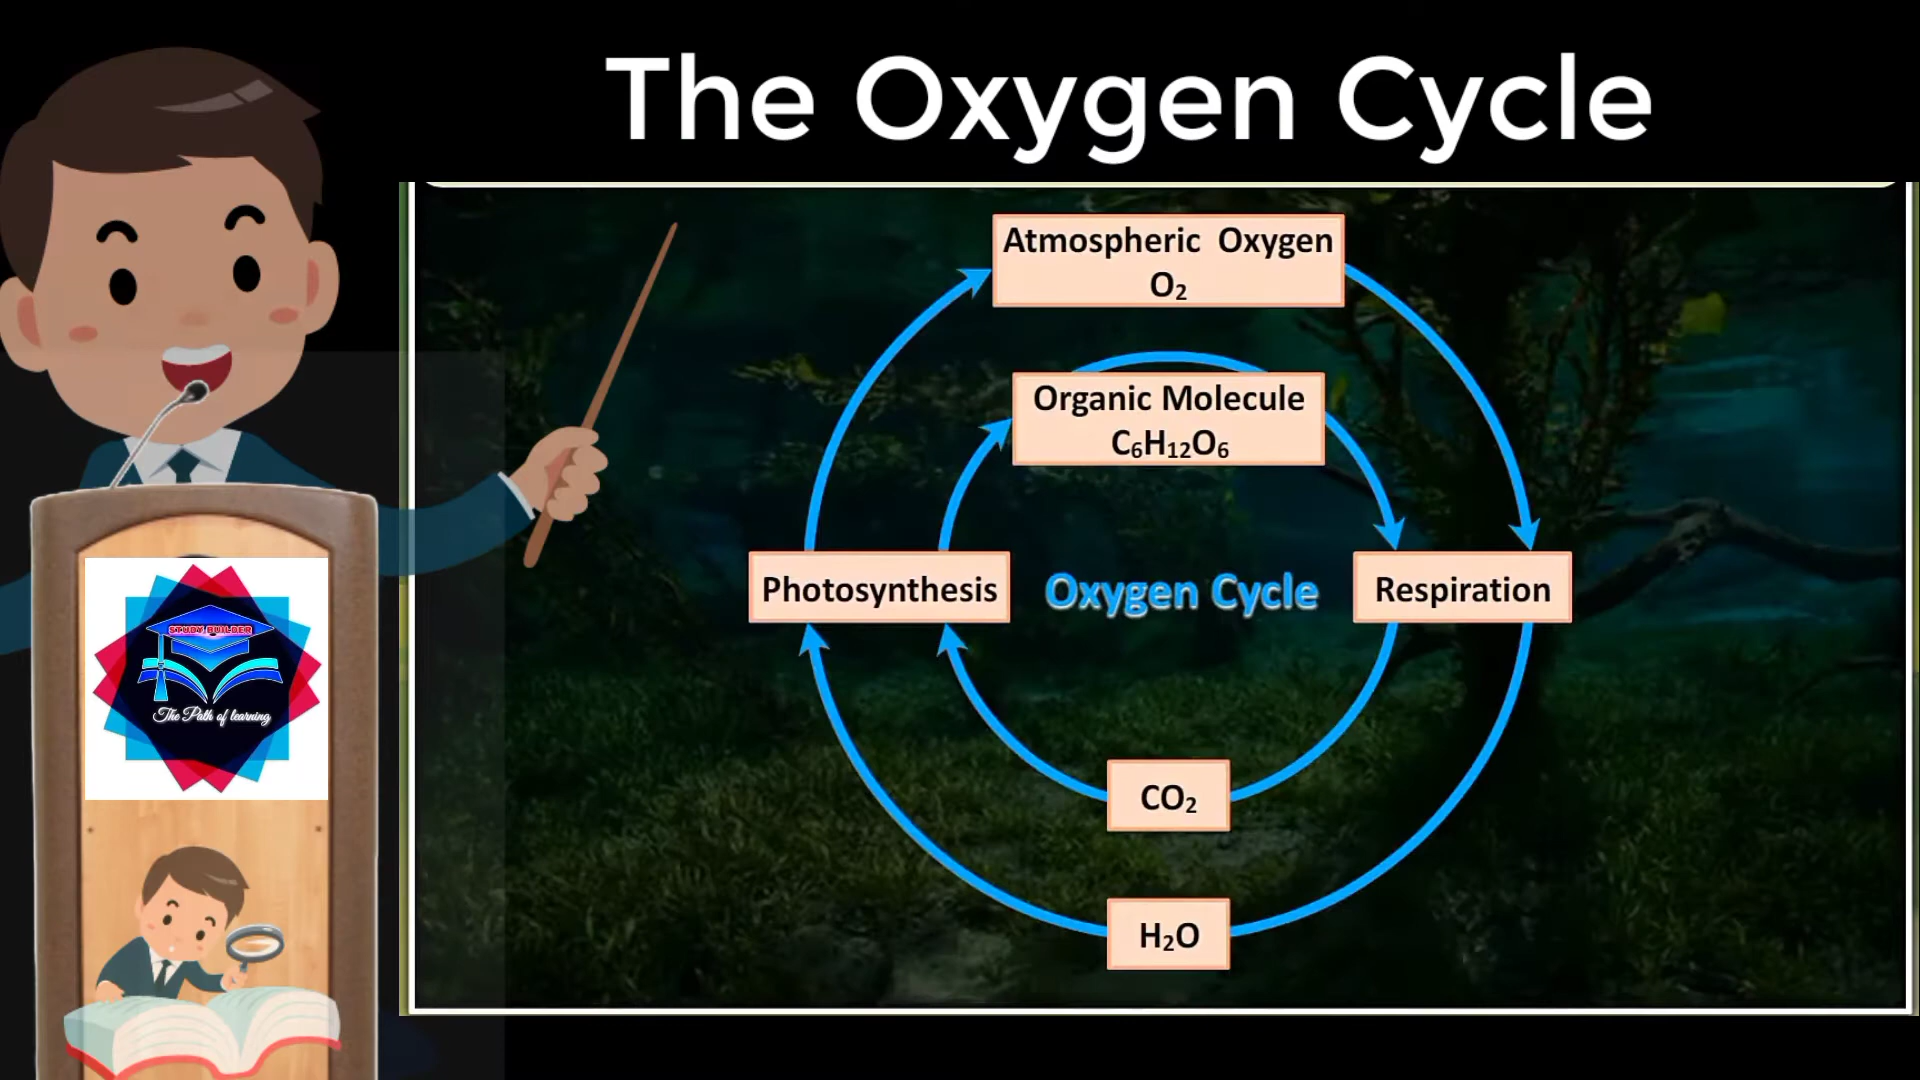 The Oxygen Cycle
Atmospheric Oxygen
O₂
Organic Molecule
C₆H₁₂O₆
Photosynthesis
Oxygen Cycle
Respiration
CO₂
H₂O
STUDY BUILDER
The Path of learning